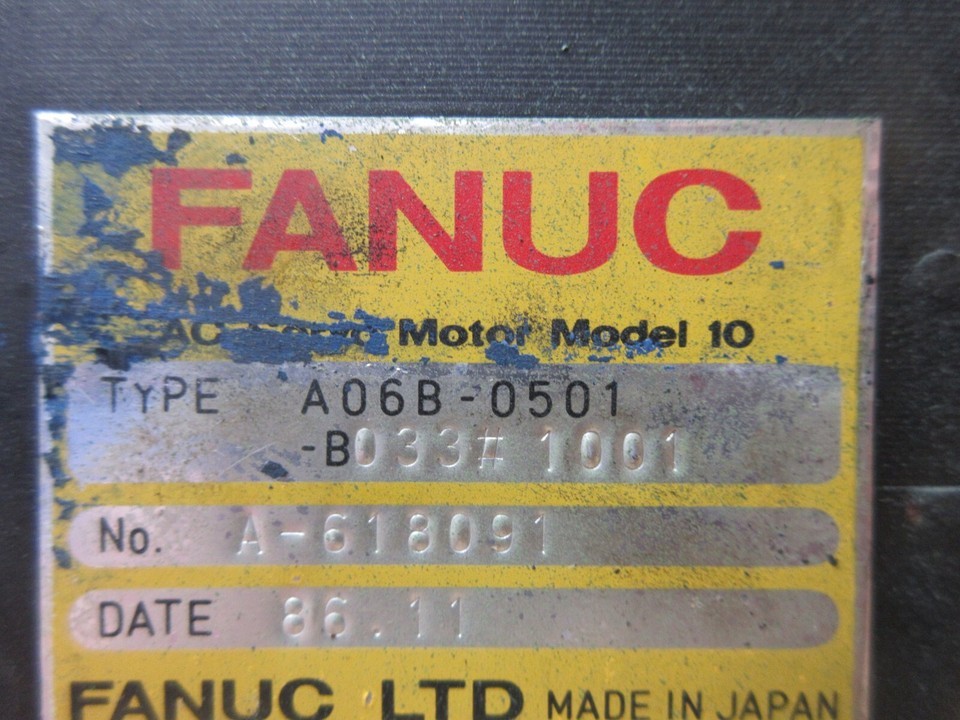 FANUC
AC Servo Motor Model 10
TYPE A06B-0501
-B033#1001
No. A-618091
DATE 86.11
FANUC LTD MADE IN JAPAN